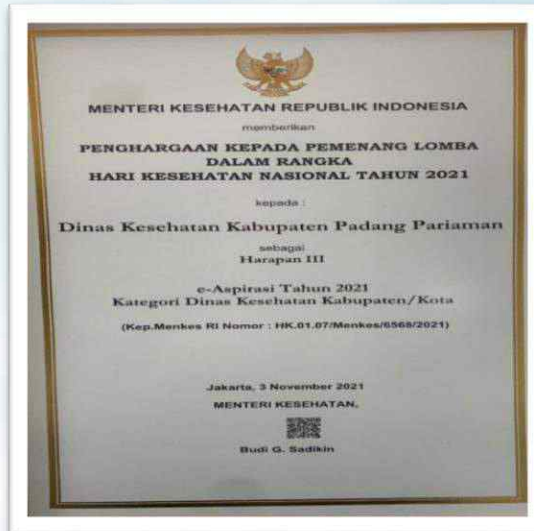 MENTERI KESEHATAN REPUBLIK INDONESIA
memberikan
PENGHARGAAN KEPADA PEMENANG LOMBA
DALAM RANGKA
HARI KESEHATAN NASIONAL TAHUN 2021
kepada :
Dinas Kesehatan Kabupaten Padang Pariaman
sebagai
Harapan III
e-Aspirasi Tahun 2021
Kategori Dinas Kesehatan Kabupaten/Kota
(Kep.Menkes RI Nomor : HK.01.07/Menkes/6568/2021)
Jakarta, 3 November 2021
MENTERI KESEHATAN,
Budi G. Sadikin